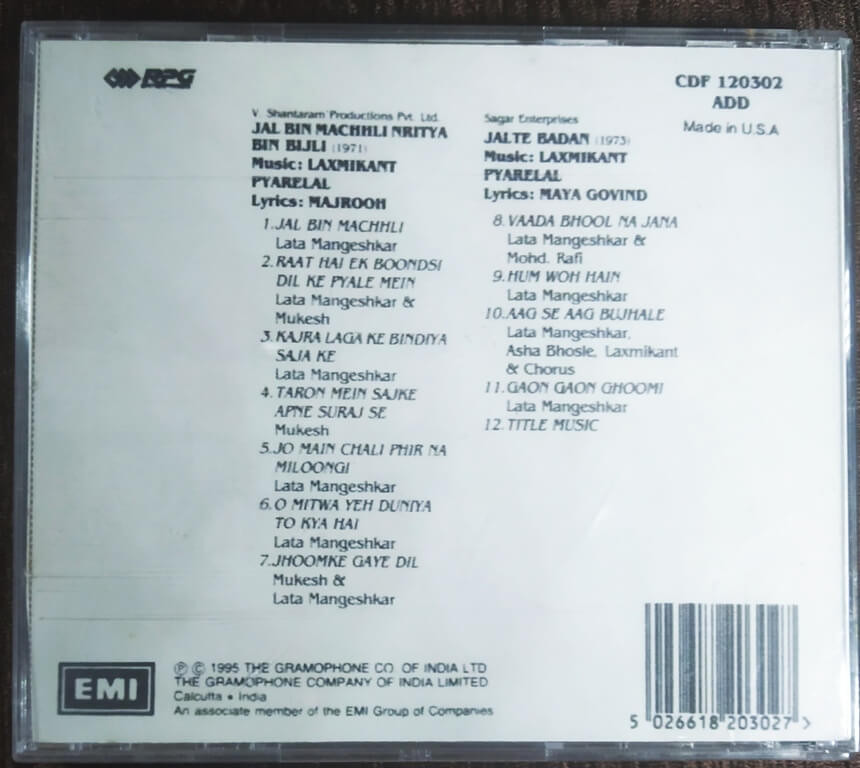 RPG
CDF 120302
ADD
Made in U.S.A
V. Shantaram Productions Pvt. Ltd.
JAL BIN MACHHLI NRITYA
BIN BIJLI (1971)
Music: LAXMIKANT
PYARELAL
Lyrics: MAJROOH
1. JAL BIN MACHHLI
Lata Mangeshkar
2. RAAT HAI EK BOONDSI
DIL KE PYALE MEIN
Lata Mangeshkar &
Mukesh
3. KAJRA LAGA KE BINDIYA
SAJA KE
Lata Mangeshkar
4. TARON MEIN SAJKE
APNE SURAJ SE
Mukesh
5. JO MAIN CHALI PHIR NA
MILOONGI
Lata Mangeshkar
6. O MITWA YEH DUNIYA
TO KYA HAI
Lata Mangeshkar
7. JHOOMKE GAYE DIL
Mukesh &
Lata Mangeshkar
Sagar Enterprises
JALTE BADAN (1973)
Music: LAXMIKANT
PYARELAL
Lyrics: MAYA GOVIND
8. VAADA BHOOL NA JANA
Lata Mangeshkar &
Mohd. Rafi
9. HUM WOH HAIN
Lata Mangeshkar
10. AAG SE AAG BUJHALE
Lata Mangeshkar,
Asha Bhosle, Laxmikant
& Chorus
11. GAON GAON GHOOMI
Lata Mangeshkar
12. TITLE MUSIC
EMI
Ⓟ © 1995 THE GRAMOPHONE CO. OF INDIA LTD
THE GRAMOPHONE COMPANY OF INDIA LIMITED
Calcutta • India
An associate member of the EMI Group of Companies
5 026618 203027 >